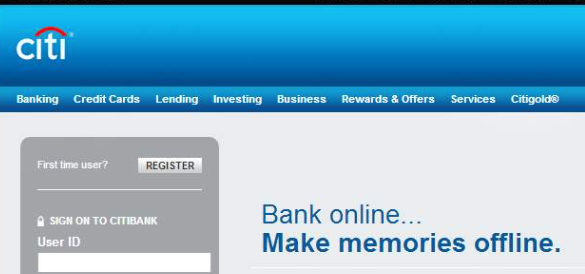 citi®
Banking Credit Cards Lending Investing Business Rewards & Offers Services Citigold®
First time user? REGISTER
SIGN ON TO CITIBANK
User ID
Bank online...
Make memories offline.